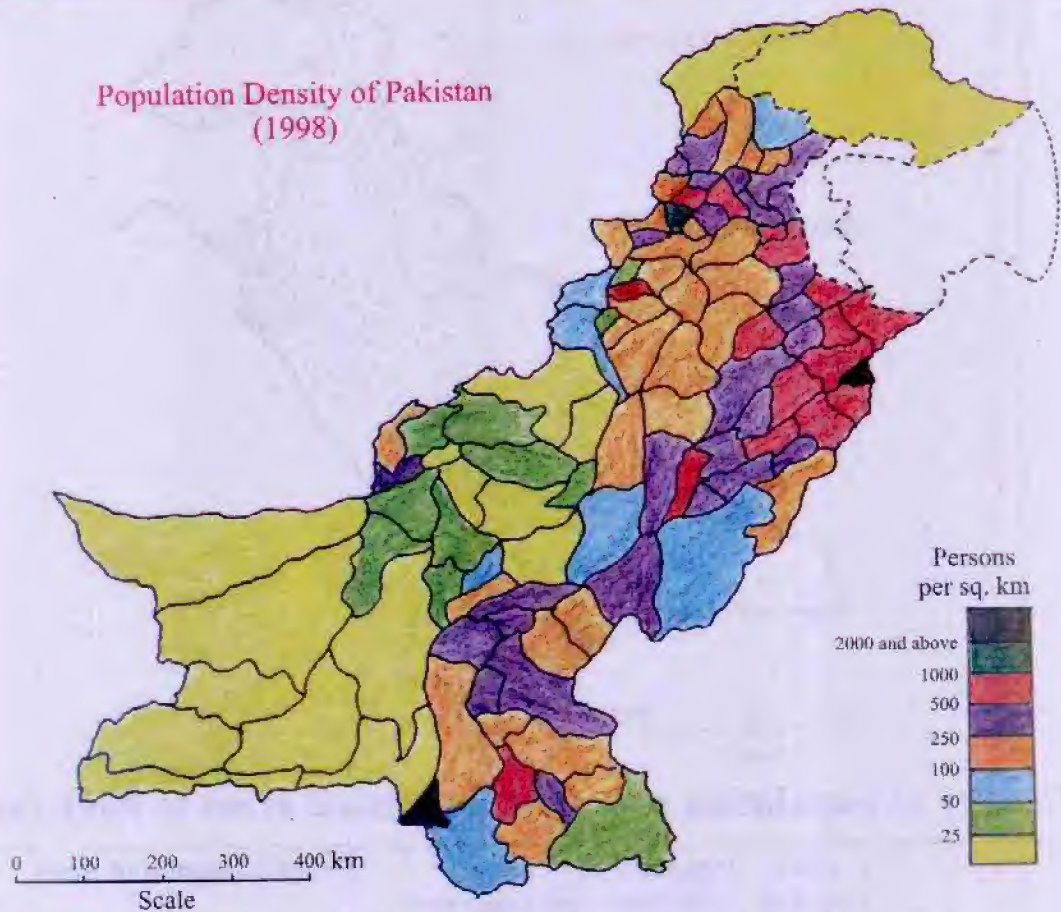 Population Density of Pakistan
(1998)
Persons
per sq. km
2000 and above
1000
500
250
100
50
25
0 100 200 300 400 km
Scale